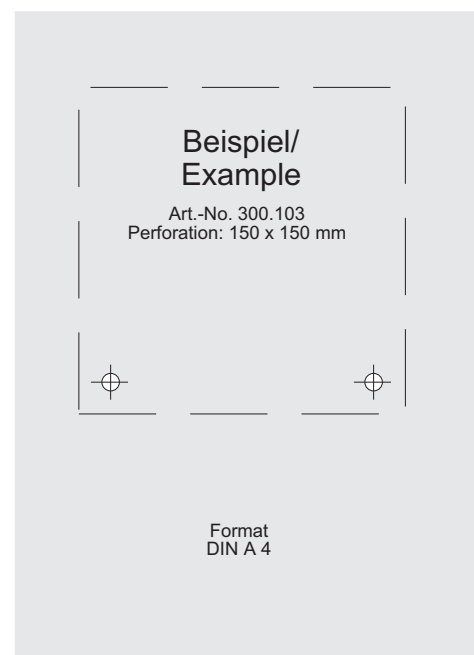 Beispiel/
Example
Art.-No. 300.103
Perforation: 150 x 150 mm
Format
DIN A 4